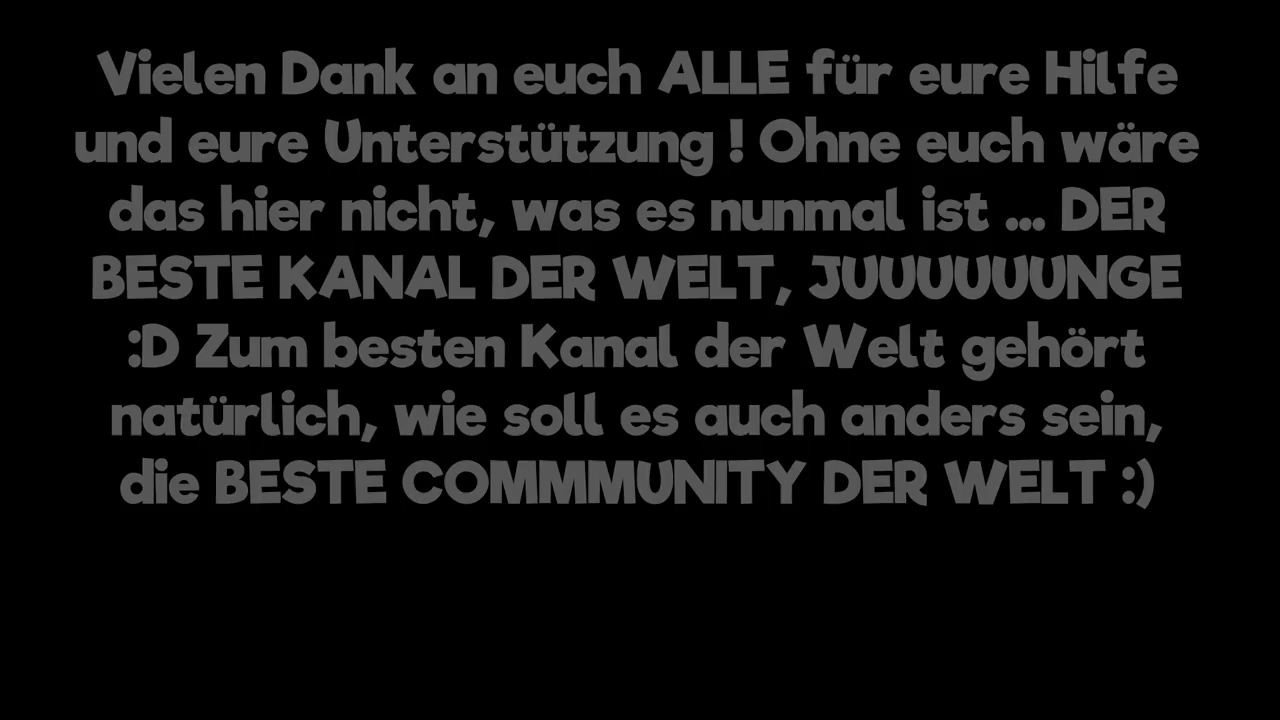 Vielen Dank an euch ALLE für eure Hilfe
und eure Unterstützung ! Ohne euch wäre
das hier nicht, was es nunmal ist ... DER
BESTE KANAL DER WELT, JUUUUUUUNGE
:D Zum besten Kanal der Welt gehört
natürlich, wie soll es auch anders sein,
die BESTE COMMMUNITY DER WELT :)